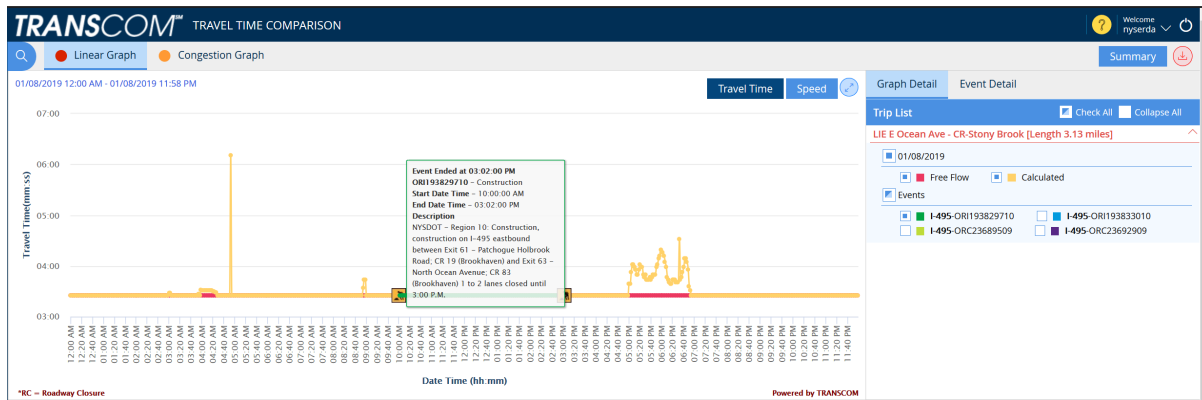 TRANSCOM℠ TRAVEL TIME COMPARISON
? Welcome
nyserda
Linear Graph Congestion Graph Summary
01/08/2019 12:00 AM - 01/08/2019 11:58 PM
Travel Time Speed
07:00
06:00
05:00
04:00
03:00
Travel Time(mm:ss)
Event Ended at 03:02:00 PM
ORI193829710 – Construction
Start Date Time – 10:00:00 AM
End Date Time – 03:02:00 PM
Description
NYSDOT – Region 10: Construction,
construction on I-495 eastbound
between Exit 61 – Patchogue Holbrook
Road; CR 19 (Brookhaven) and Exit 63 –
North Ocean Avenue; CR 83
(Brookhaven) 1 to 2 lanes closed until
3:00 P.M.
12:00 AM
12:20 AM
12:40 AM
01:00 AM
01:20 AM
01:40 AM
02:00 AM
02:20 AM
02:40 AM
03:00 AM
03:20 AM
03:40 AM
04:00 AM
04:20 AM
04:40 AM
05:00 AM
05:20 AM
05:40 AM
06:00 AM
06:20 AM
06:40 AM
07:00 AM
07:20 AM
07:40 AM
08:00 AM
08:20 AM
08:40 AM
09:00 AM
09:20 AM
09:40 AM
10:00 AM
10:20 AM
10:40 AM
11:00 AM
11:20 AM
11:40 AM
12:00 PM
12:20 PM
12:40 PM
01:00 PM
01:20 PM
01:40 PM
02:00 PM
02:20 PM
02:40 PM
03:00 PM
03:20 PM
03:40 PM
04:00 PM
04:20 PM
04:40 PM
05:00 PM
05:20 PM
05:40 PM
06:00 PM
06:20 PM
06:40 PM
07:00 PM
07:20 PM
07:40 PM
08:00 PM
08:20 PM
08:40 PM
09:00 PM
09:20 PM
09:40 PM
10:00 PM
10:20 PM
10:40 PM
11:00 PM
11:20 PM
11:40 PM
Date Time (hh:mm)
*RC = Roadway Closure
Powered by TRANSCOM
Graph Detail Event Detail
Trip List Check All Collapse All
LIE E Ocean Ave - CR-Stony Brook [Length 3.13 miles]
01/08/2019
Free Flow Calculated
Events
I-495-ORI193829710 I-495-ORI193833010
I-495-ORC23689509 I-495-ORC23692909